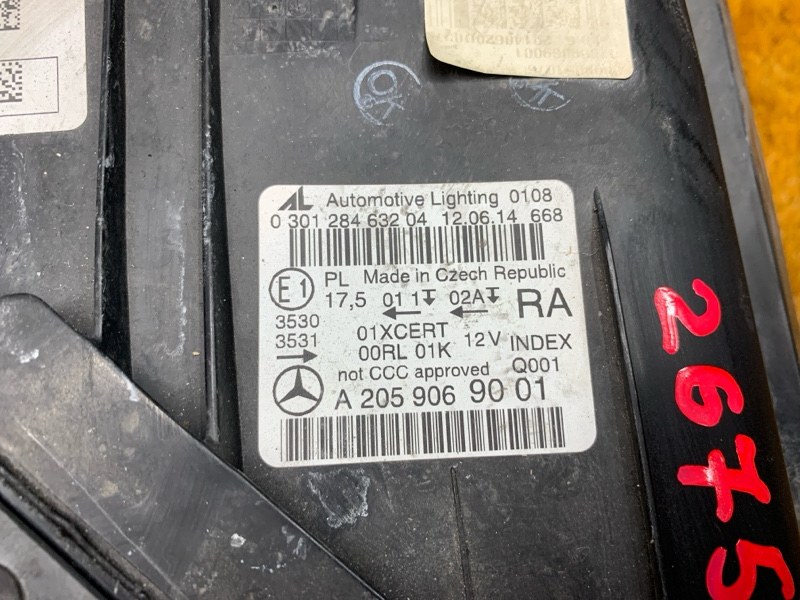 OK
AL Automotive Lighting 0108
0 301 284 632 04 12.06.14 668
E1 PL Made in Czech Republic
17,5 01 1 02A RA
3530
3531 01XCERT 12V INDEX
00RL 01K Q001
not CCC approved
A 205 906 90 01
2675